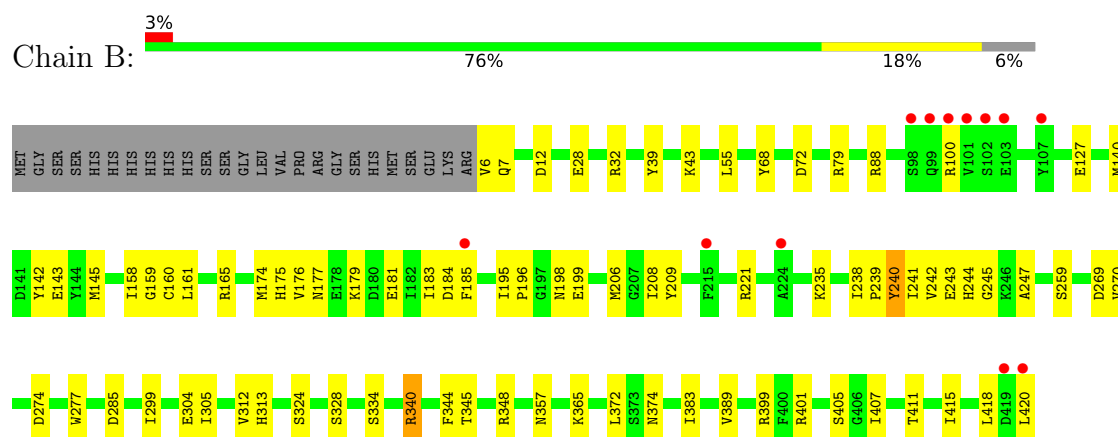 3%
Chain B:
76% 18% 6%
MET GLY SER SER HIS HIS HIS HIS HIS HIS SER SER GLY LEU VAL PRO ARG GLY SER HIS MET SER GLU LYS ARG V6 Q7 D12 E28 R32 Y39 K43 L55 Y68 D72 R79 R88 S98 Q99 R100 V101 S102 E103 Y107 E127 M140
D141 Y142 E143 Y144 M145 I158 G159 C160 L161 R165 M174 H175 V176 N177 E178 K179 D180 E181 I182 I183 D184 F185 I195 P196 G197 N198 E199 M206 G207 I208 Y209 F215 R221 A224 K235 I238 P239 Y240 I241 V242 E243 H244 G245 K246 A247 S259 D269 V270
D274 W277 D285 I299 E304 I305 V312 H313 S324 S328 S334 R340 F344 T345 R348 N357 K365 L372 S373 N374 I383 V389 R399 F400 R401 S405 G406 I407 T411 I415 L418 D419 L420